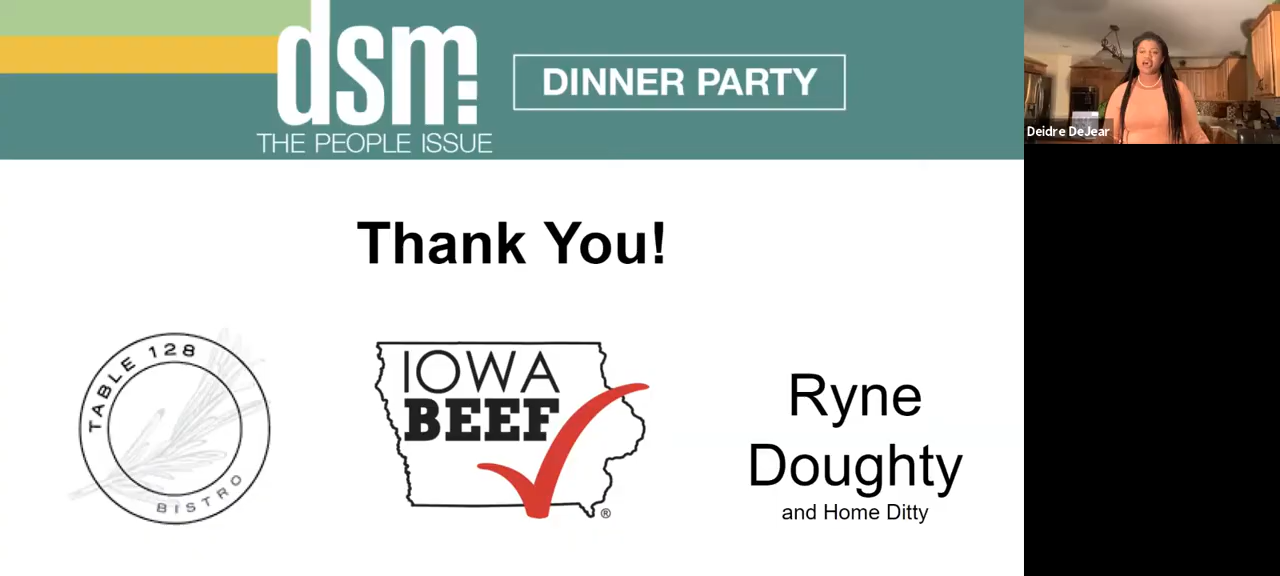 dsm:
THE PEOPLE ISSUE
DINNER PARTY
Deidre DeJear
Thank You!
TABLE 128
BISTRO
IOWA
BEEF
®
Ryne
Doughty
and Home Ditty